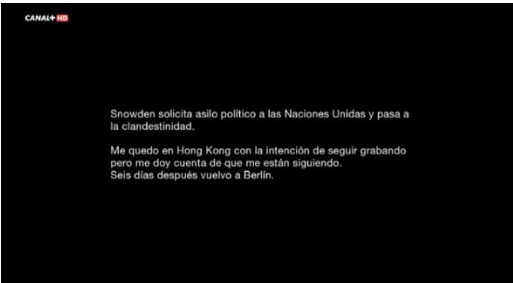 CANAL+ HD
Snowden solicita asilo político a las Naciones Unidas y pasa a
la clandestinidad.
Me quedo en Hong Kong con la intención de seguir grabando
pero me doy cuenta de que me están siguiendo.
Seis días después vuelvo a Berlín.